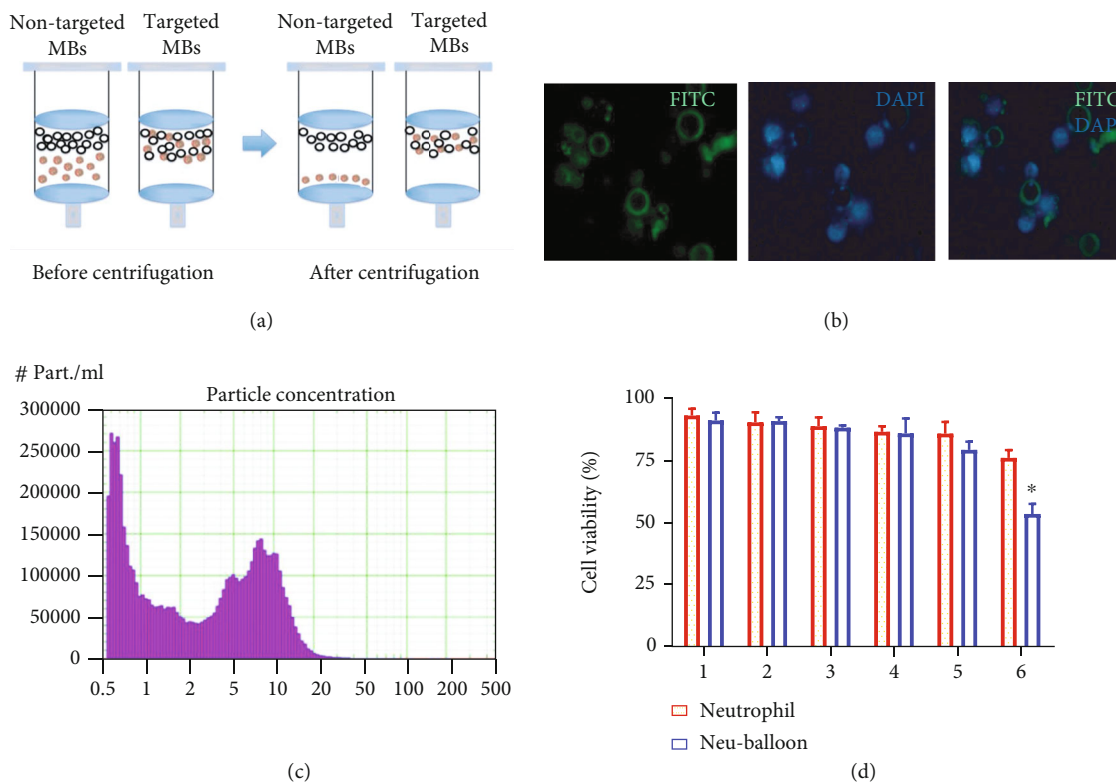 Non-targeted MBs
Targeted MBs
Non-targeted MBs
Targeted MBs
Before centrifugation
After centrifugation
(a)
FITC
DAPI
FITC
DAPI
(b)
# Part./ml
Particle concentration
300000
250000
200000
150000
100000
50000
0
0.5 1 2 5 10 20 50 100 200 500
(c)
100
75
50
25
0
Cell viability (%)
*
1 2 3 4 5 6
Neutrophil
Neu-balloon
(d)